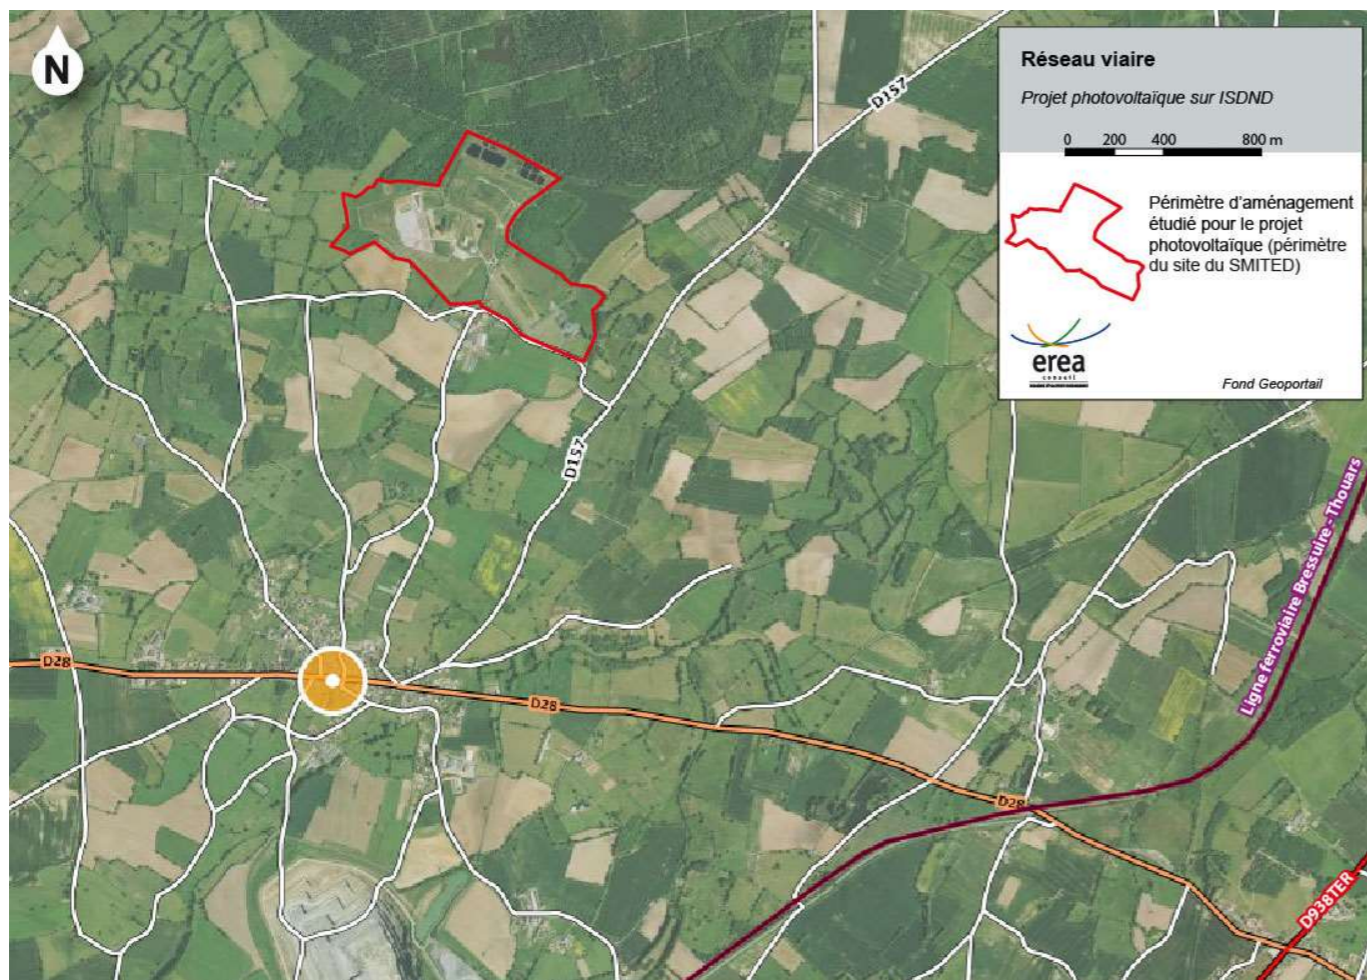 N
Réseau viaire
Projet photovoltaïque sur ISDND
0 200 400 800 m
Périmètre d'aménagement
étudié pour le projet
photovoltaïque (périmètre
du site du SMITED)
erea
conseil
Fond Geoportail
D157
D157
Ligne ferroviaire Bressuire - Thouars
D28
D28
D28
D938TER